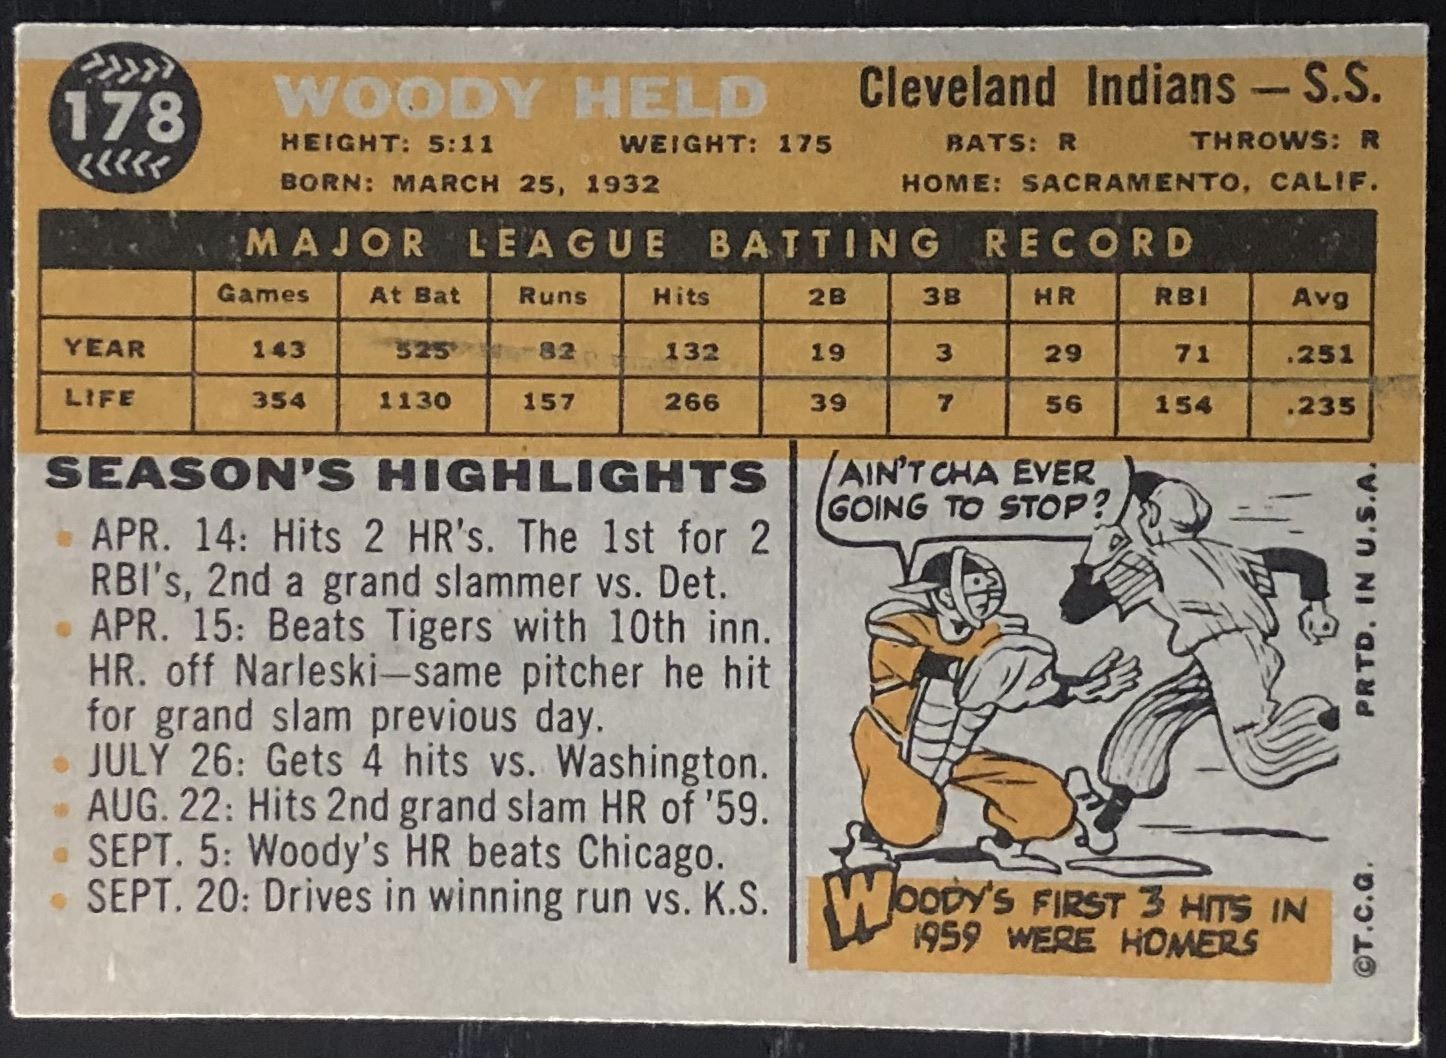 178
WOODY HELD
Cleveland Indians — S.S.
HEIGHT: 5:11 WEIGHT: 175 BATS: R THROWS: R
BORN: MARCH 25, 1932 HOME: SACRAMENTO, CALIF.
MAJOR LEAGUE BATTING RECORD
Games At Bat Runs Hits 2B 3B HR RBI Avg
YEAR 143 525 82 132 19 3 29 71 .251
LIFE 354 1130 157 266 39 7 56 154 .235
SEASON'S HIGHLIGHTS
• APR. 14: Hits 2 HR's. The 1st for 2
RBI's, 2nd a grand slammer vs. Det.
• APR. 15: Beats Tigers with 10th inn.
HR. off Narleski—same pitcher he hit
for grand slam previous day.
• JULY 26: Gets 4 hits vs. Washington.
• AUG. 22: Hits 2nd grand slam HR of '59.
• SEPT. 5: Woody's HR beats Chicago.
• SEPT. 20: Drives in winning run vs. K.S.
AIN'T CHA EVER
GOING TO STOP?
WOODY'S FIRST 3 HITS IN
1959 WERE HOMERS
©T.C.G. PRTD. IN U.S.A.